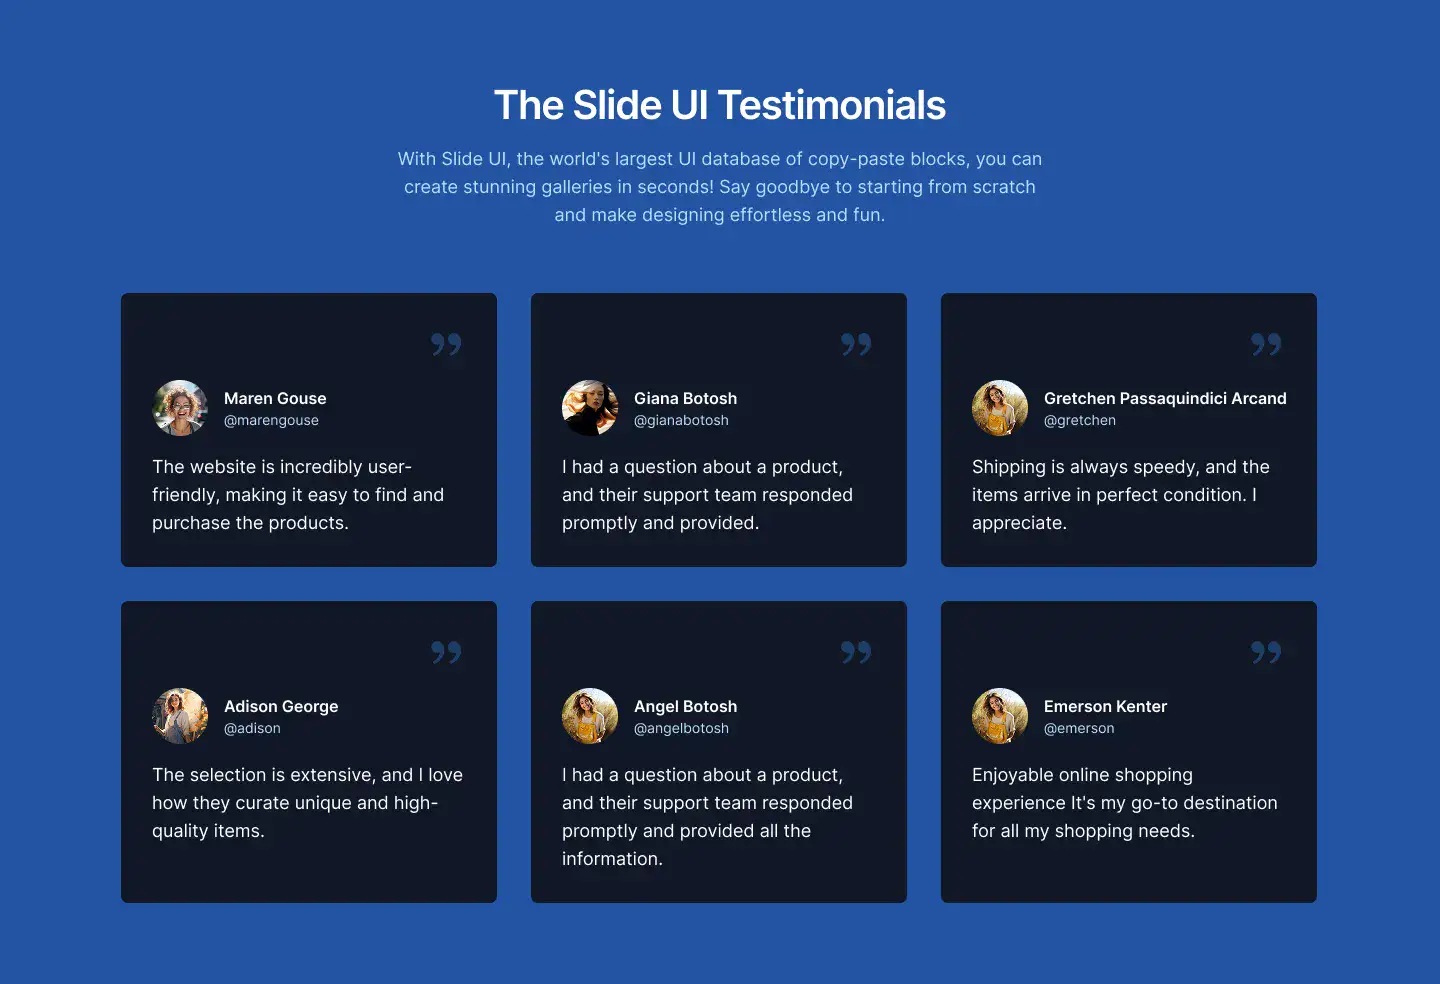 The Slide UI Testimonials
With Slide UI, the world's largest UI database of copy-paste blocks, you can
create stunning galleries in seconds! Say goodbye to starting from scratch
and make designing effortless and fun.
”
Maren Gouse
@marengouse
The website is incredibly user-
friendly, making it easy to find and
purchase the products.
”
Giana Botosh
@gianabotosh
I had a question about a product,
and their support team responded
promptly and provided.
”
Gretchen Passaquindici Arcand
@gretchen
Shipping is always speedy, and the
items arrive in perfect condition. I
appreciate.
”
Adison George
@adison
The selection is extensive, and I love
how they curate unique and high-
quality items.
”
Angel Botosh
@angelbotosh
I had a question about a product,
and their support team responded
promptly and provided all the
information.
”
Emerson Kenter
@emerson
Enjoyable online shopping
experience It's my go-to destination
for all my shopping needs.